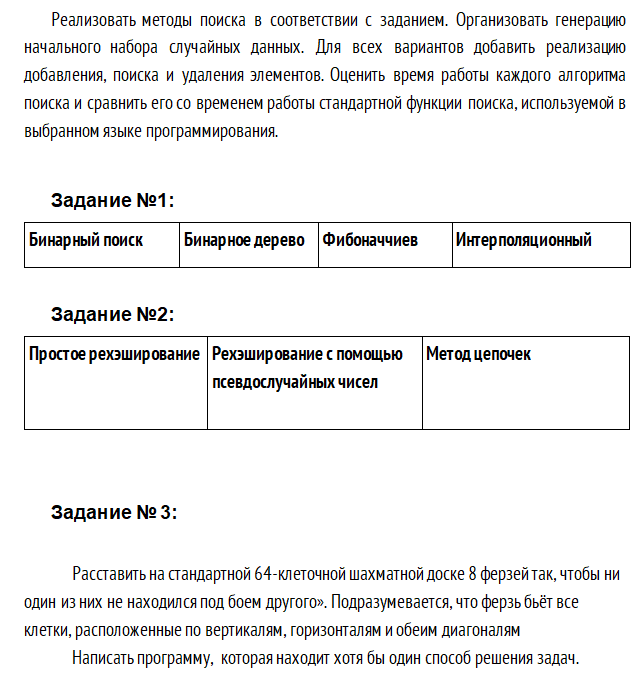 Реализовать методы поиска в соответствии с заданием. Организовать генерацию
начального набора случайных данных. Для всех вариантов добавить реализацию
добавления, поиска и удаления элементов. Оценить время работы каждого алгоритма
поиска и сравнить его со временем работы стандартной функции поиска, используемой в
выбранном языке программирования.
Задание №1:
Бинарный поиск Бинарное дерево Фибоначчиев Интерполяционный
Задание №2:
Простое рехэширование Рехэширование с помощью Метод цепочек
псевдослучайных чисел
Задание № 3:
Расставить на стандартной 64-клеточной шахматной доске 8 ферзей так, чтобы ни
один из них не находился под боем другого». Подразумевается, что ферзь бьёт все
клетки, расположенные по вертикалям, горизонталям и обеим диагоналям
Написать программу, которая находит хотя бы один способ решения задач.